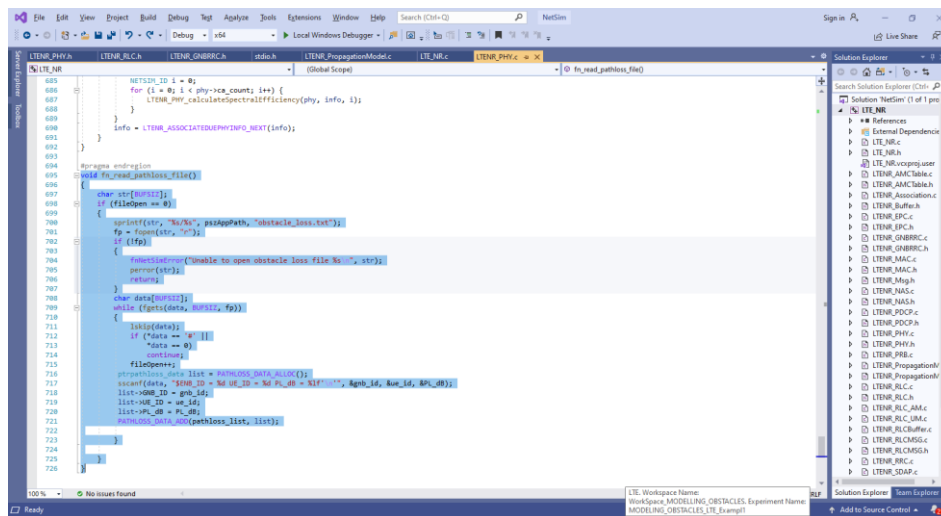 File Edit View Project Build Debug Test Analyze Tools Extensions Window Help Search (Ctrl+Q) NetSim Sign in
Debug x64 Local Windows Debugger Live Share
LTENR_PHY.h LTENR_RLC.h LTENR_GNBRRC.h stdio.h LTENR_PropagationModel.c LTE_NR.c LTENR_PHY.c
LTE_NR (Global Scope) fn_read_pathloss_file()
Server Explorer
Toolbox
685 NETSIM_ID i = 0;
686 for (i = 0; i < phy->ca_count; i++) {
687 LTENR_PHY_calculateSpectralEfficiency(phy, info, i);
688 }
689 }
690 info = LTENR_ASSOCIATEDUEPHYINFO_NEXT(info);
691 }
692 }
693
694 #pragma endregion
695 void fn_read_pathloss_file()
696 {
697 char str[BUFSIZ];
698 if (fileOpen == 0)
699 {
700 sprintf(str, "%s/%s", pszAppPath, "obstacle_loss.txt");
701 fp = fopen(str, "r");
702 if (!fp)
703 {
704 fnNetSimError("Unable to open obstacle loss file %s\n", str);
705 perror(str);
706 return;
707 }
708 char data[BUFSIZ];
709 while (fgets(data, BUFSIZ, fp))
710 {
711 lskip(data);
712 if (*data == '#' ||
713 *data == 0)
714 continue;
715 fileOpen++;
716 ptrpathloss_data list = PATHLOSS_DATA_ALLOC();
717 sscanf(data, "$ENB_ID = %d UE_ID = %d PL_dB = %lf"\n"", &gnb_id, &ue_id, &PL_dB);
718 list->GNB_ID = gnb_id;
719 list->UE_ID = ue_id;
720 list->PL_dB = PL_dB;
721 PATHLOSS_DATA_ADD(pathloss_list, list);
722
723 }
724
725 }
726 }
100 % No issues found
LTE. Workspace Name:
WorkSpace_MODELLING_OBSTACLES. Experiment Name:
MODELING_OBSTACLES_LTE_Exampl1
RLF
Ready
Solution Explorer
Search Solution Explorer (Ctrl+
Solution 'NetSim' (1 of 1 pro
LTE_NR
References
External Dependencie
LTE_NR.c
LTE_NR.h
LTE_NR.vcxproj.user
LTENR_AMCTable.c
LTENR_AMCTable.h
LTENR_Association.c
LTENR_Buffer.h
LTENR_EPC.c
LTENR_EPC.h
LTENR_GNBRRC.c
LTENR_GNBRRC.h
LTENR_MAC.c
LTENR_MAC.h
LTENR_Msg.h
LTENR_NAS.c
LTENR_NAS.h
LTENR_PDCP.c
LTENR_PDCP.h
LTENR_PHY.c
LTENR_PHY.h
LTENR_PRB.c
LTENR_PropagationM
LTENR_PropagationM
LTENR_RLC.c
LTENR_RLC.h
LTENR_RLC_AM.c
LTENR_RLC_UM.c
LTENR_RLCBuffer.c
LTENR_RLCMSG.c
LTENR_RLCMSG.h
LTENR_RRC.c
LTENR_SDAP.c
Solution Explorer Team Explorer
Add to Source Control